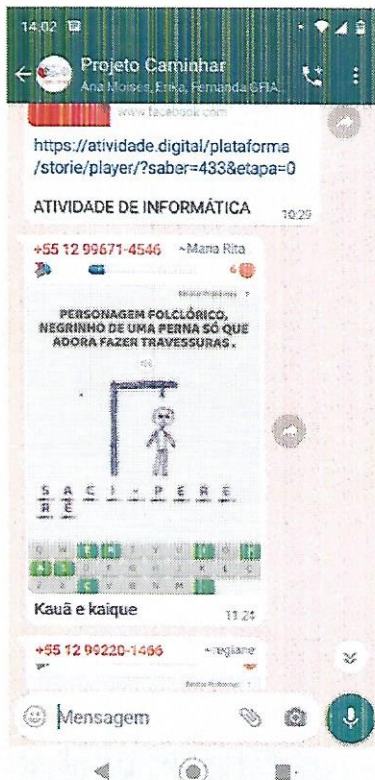 14:02
Projeto Caminhar
Ana Moises, Erika, Fernanda GFIA...
www.facebook.com
https://atividade.digital/plataforma
/storie/player/?saber=433&etapa=0
ATIVIDADE DE INFORMÁTICA
10:29
+55 12 99671-4546 ~Maria Rita
6
PERSONAGEM FOLCLÓRICO,
NEGRINHO DE UMA PERNA SÓ QUE
ADORA FAZER TRAVESSURAS .
S A C I - P E R E
R E
Kauã e kaique
11:24
+55 12 99220-1466 ~regiane
Mensagem